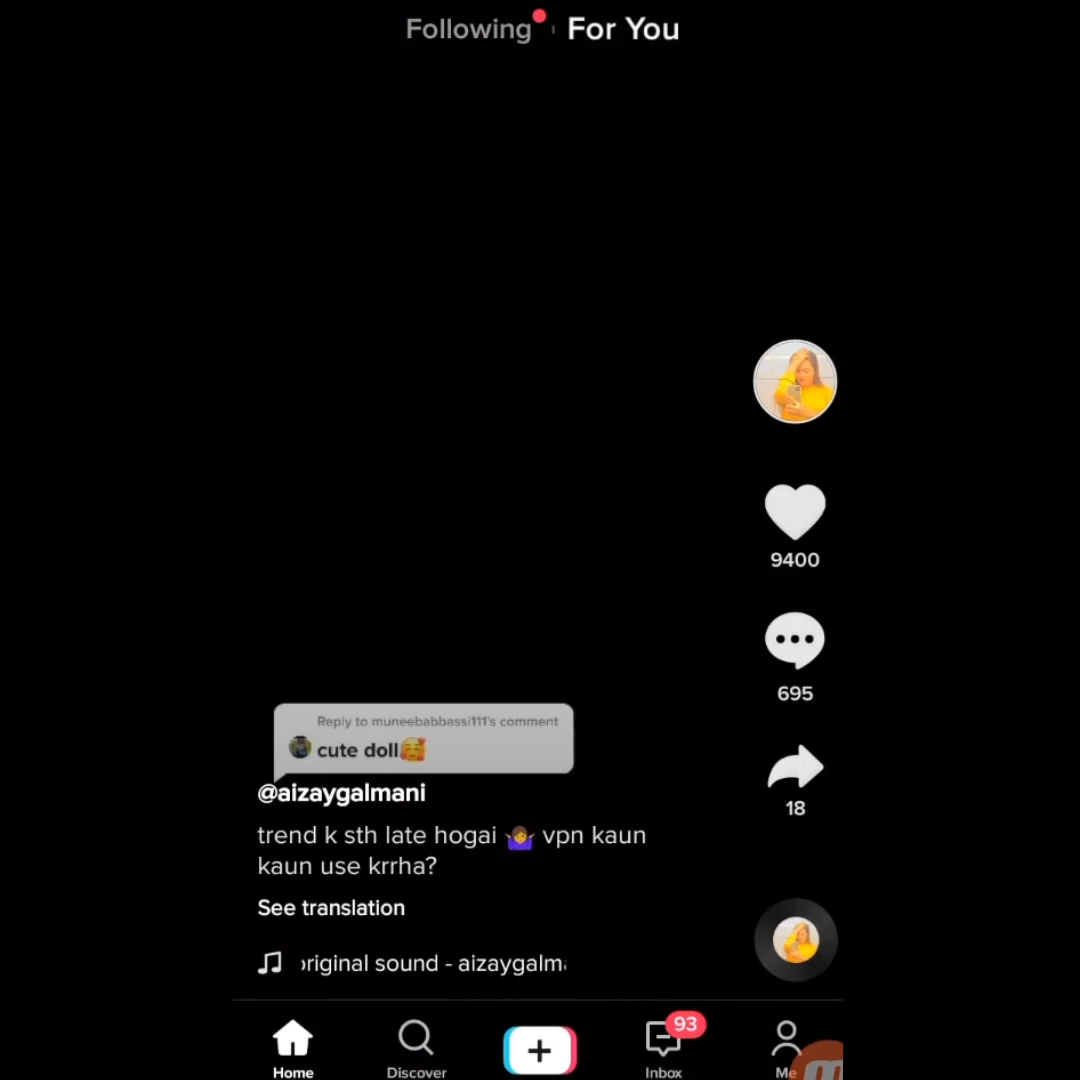 Following
For You
9400
695
18
Reply to muneebabbassi111's comment
cute doll🥰
@aizaygalmani
trend k sth late hogai 🤷‍♀️ vpn kaun
kaun use krrha?
See translation
original sound - aizaygalma
93
Home
Discover
Inbox
Me